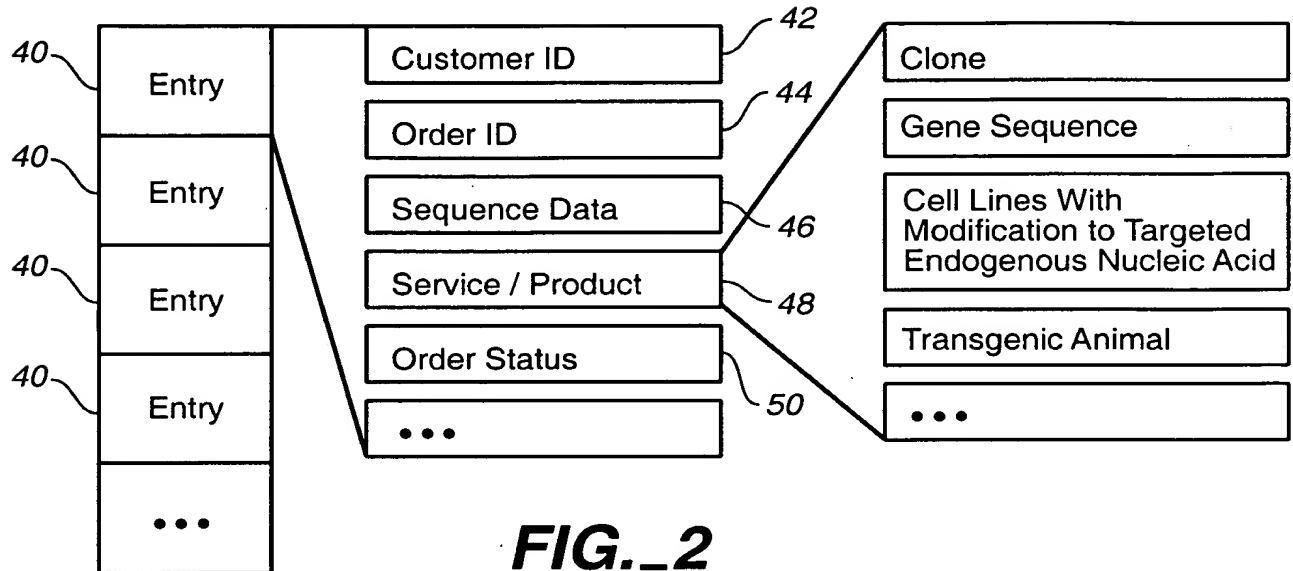 40
Entry
40
Entry
40
Entry
40
Entry
•••
Customer ID
42
Order ID
44
Sequence Data
46
Service / Product
48
Order Status
50
•••
Clone
Gene Sequence
Cell Lines With
Modification to Targeted
Endogenous Nucleic Acid
Transgenic Animal
•••
FIG._2